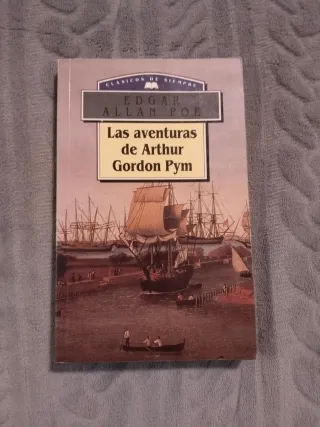 CLÁSICOS DE SIEMPRE
EDGAR
ALLAN POE
Las aventuras
de Arthur
Gordon Pym